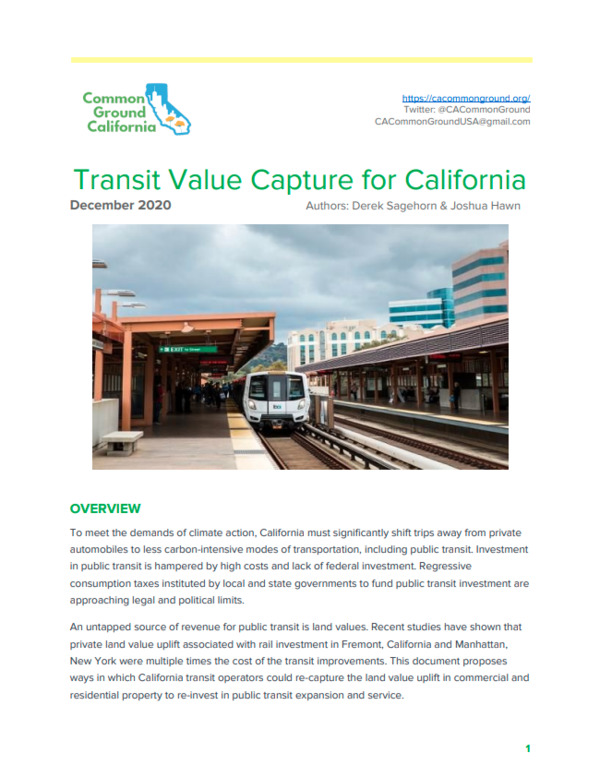 Common
Ground
California
https://cacommonground.org/
Twitter: @CACommonGround
CACommonGroundUSA@gmail.com
Transit Value Capture for California
December 2020
Authors: Derek Sagehorn & Joshua Hawn
EXIT
OVERVIEW
To meet the demands of climate action, California must significantly shift trips away from private
automobiles to less carbon-intensive modes of transportation, including public transit. Investment
in public transit is hampered by high costs and lack of federal investment. Regressive
consumption taxes instituted by local and state governments to fund public transit investment are
approaching legal and political limits.
An untapped source of revenue for public transit is land values. Recent studies have shown that
private land value uplift associated with rail investment in Fremont, California and Manhattan,
New York were multiple times the cost of the transit improvements. This document proposes
ways in which California transit operators could re-capture the land value uplift in commercial and
residential property to re-invest in public transit expansion and service.
1